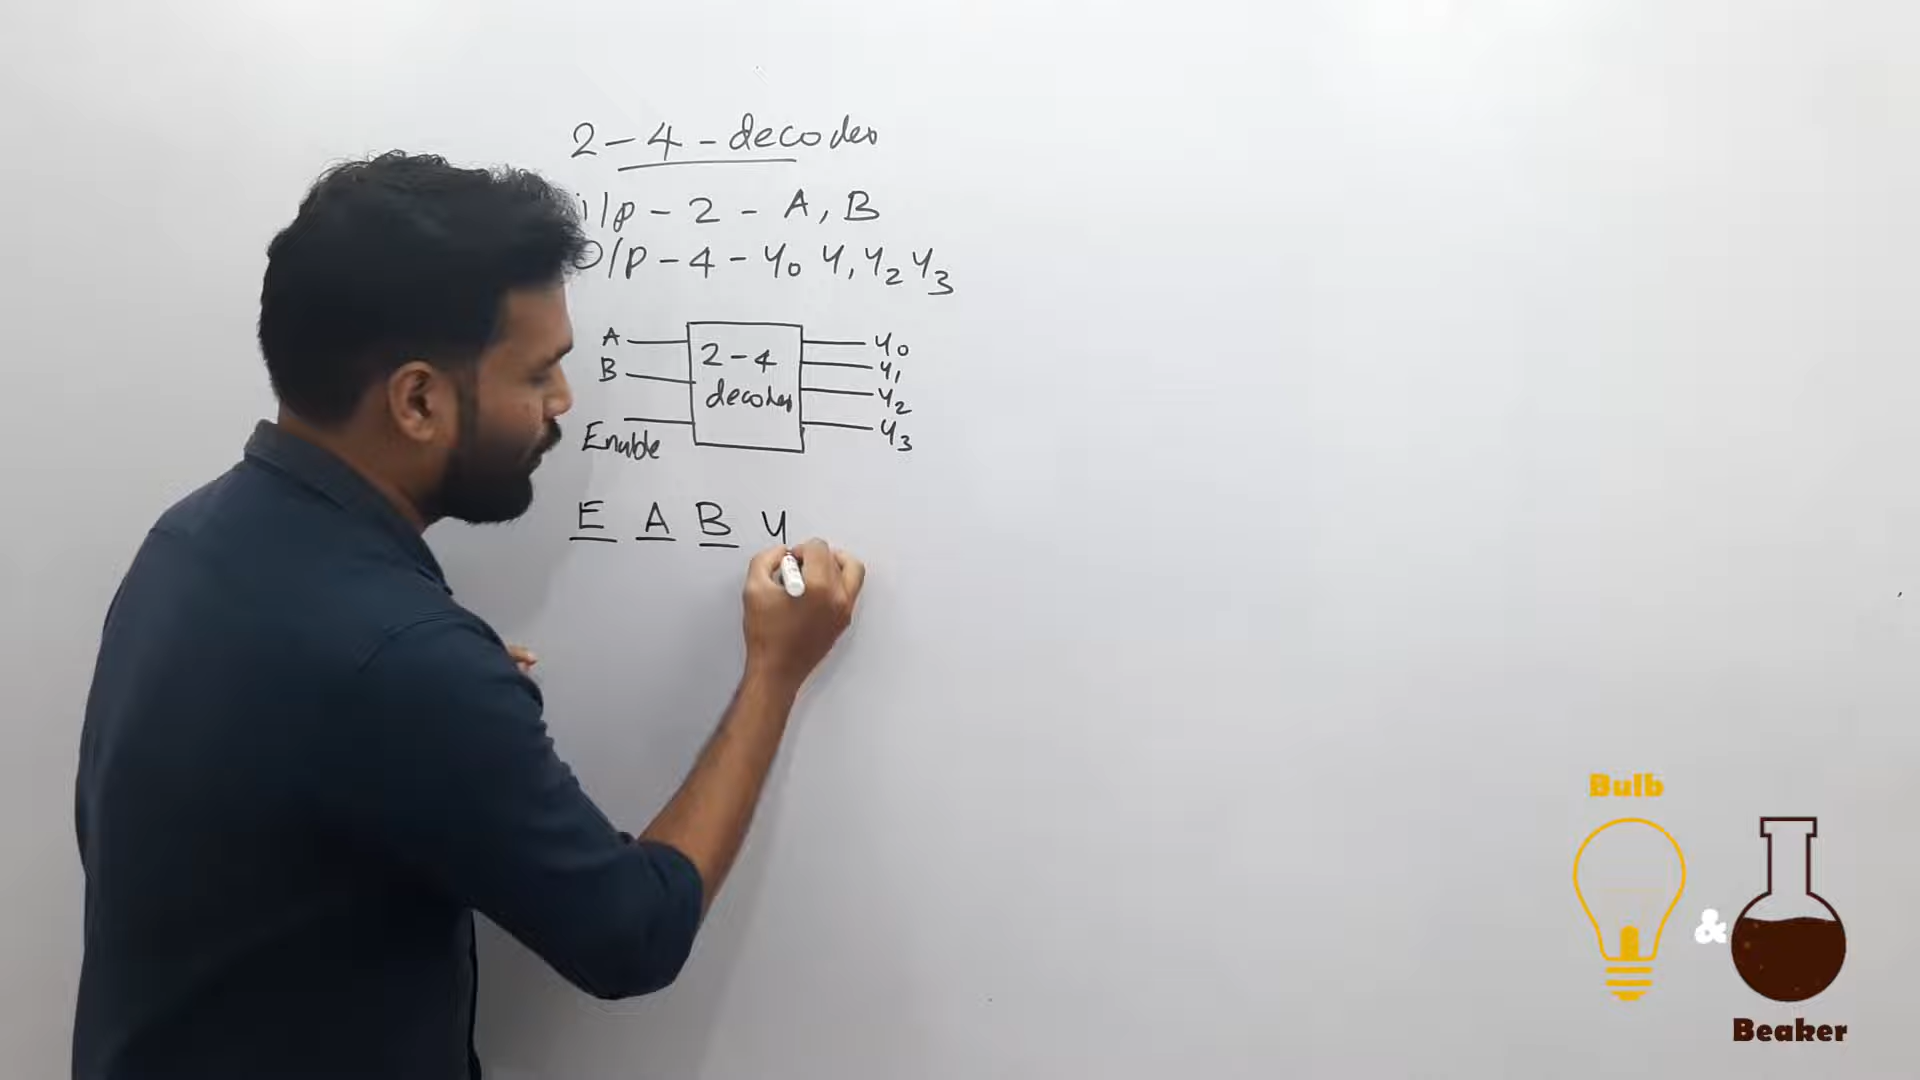 2-4-decoder
i/p - 2 - A, B
O/p - 4 - y0 y1 y2 y3
A
B
Enable
2-4
decoder
y0
y1
y2
y3
E A B y
Bulb
&
Beaker